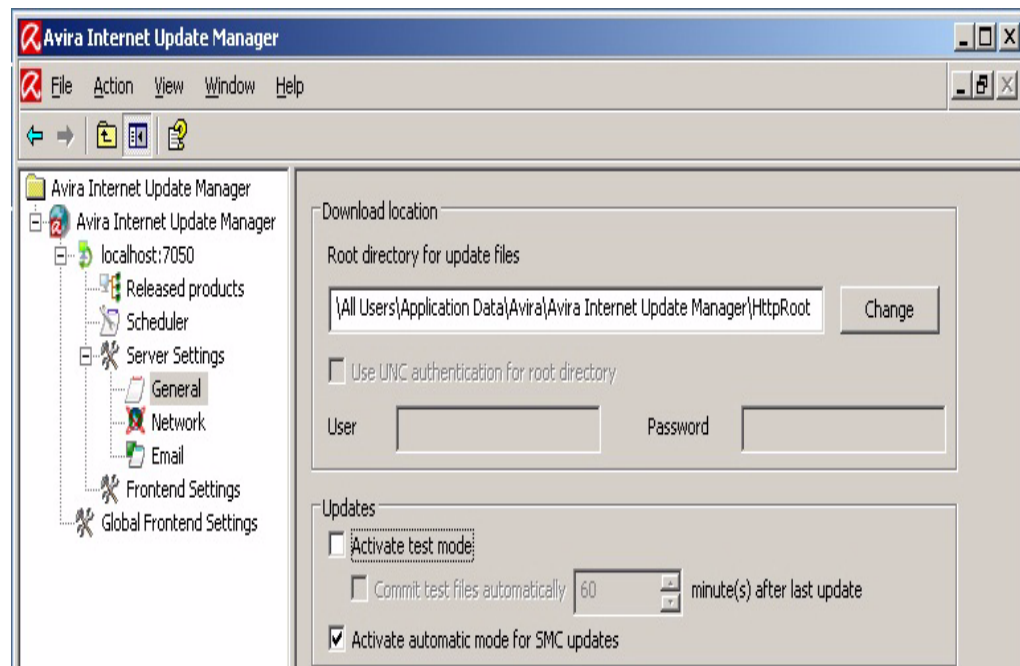 Avira Internet Update Manager
File Action View Window Help
Avira Internet Update Manager
Avira Internet Update Manager
localhost:7050
Released products
Scheduler
Server Settings
General
Network
Email
Frontend Settings
Global Frontend Settings
Download location
Root directory for update files
\All Users\Application Data\Avira\Avira Internet Update Manager\HttpRoot
Change
Use UNC authentication for root directory
User Password
Updates
Activate test mode
Commit test files automatically 60 minute(s) after last update
Activate automatic mode for SMC updates